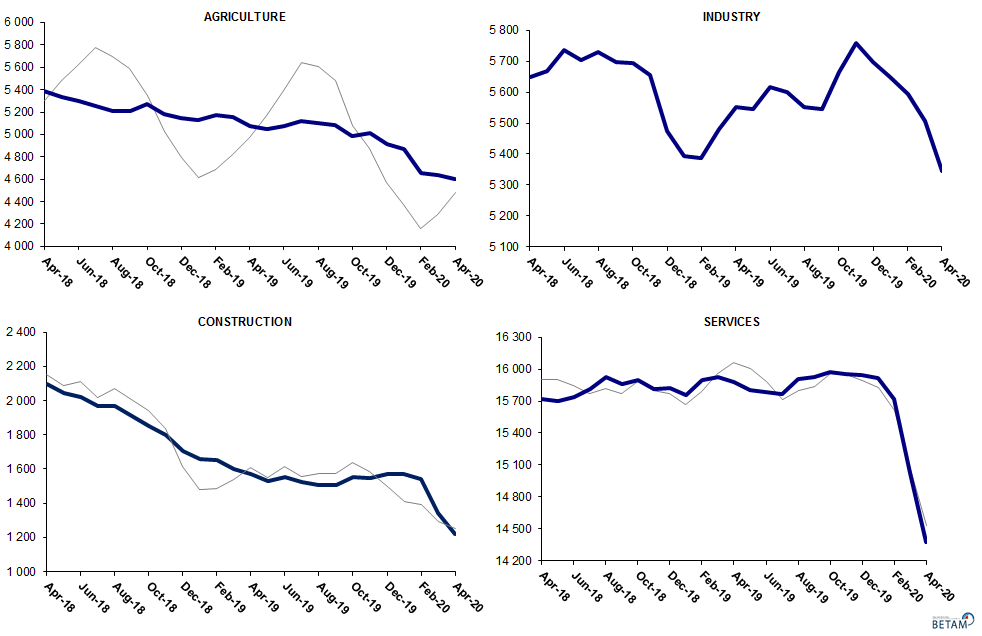 AGRICULTURE
6 000
5 800
5 600
5 400
5 200
5 000
4 800
4 600
4 400
4 200
4 000
Apr-18
Jun-18
Aug-18
Oct-18
Dec-18
Feb-19
Apr-19
Jun-19
Aug-19
Oct-19
Dec-19
Feb-20
Apr-20
INDUSTRY
5 800
5 700
5 600
5 500
5 400
5 300
5 200
5 100
Apr-18
Jun-18
Aug-18
Oct-18
Dec-18
Feb-19
Apr-19
Jun-19
Aug-19
Oct-19
Dec-19
Feb-20
Apr-20
CONSTRUCTION
2 400
2 200
2 000
1 800
1 600
1 400
1 200
1 000
Apr-18
Jun-18
Aug-18
Oct-18
Dec-18
Feb-19
Apr-19
Jun-19
Aug-19
Oct-19
Dec-19
Feb-20
Apr-20
SERVICES
16 300
16 000
15 700
15 400
15 100
14 800
14 500
14 200
Apr-18
Jun-18
Aug-18
Oct-18
Dec-18
Feb-19
Apr-19
Jun-19
Aug-19
Oct-19
Dec-19
Feb-20
Apr-20
BETAM